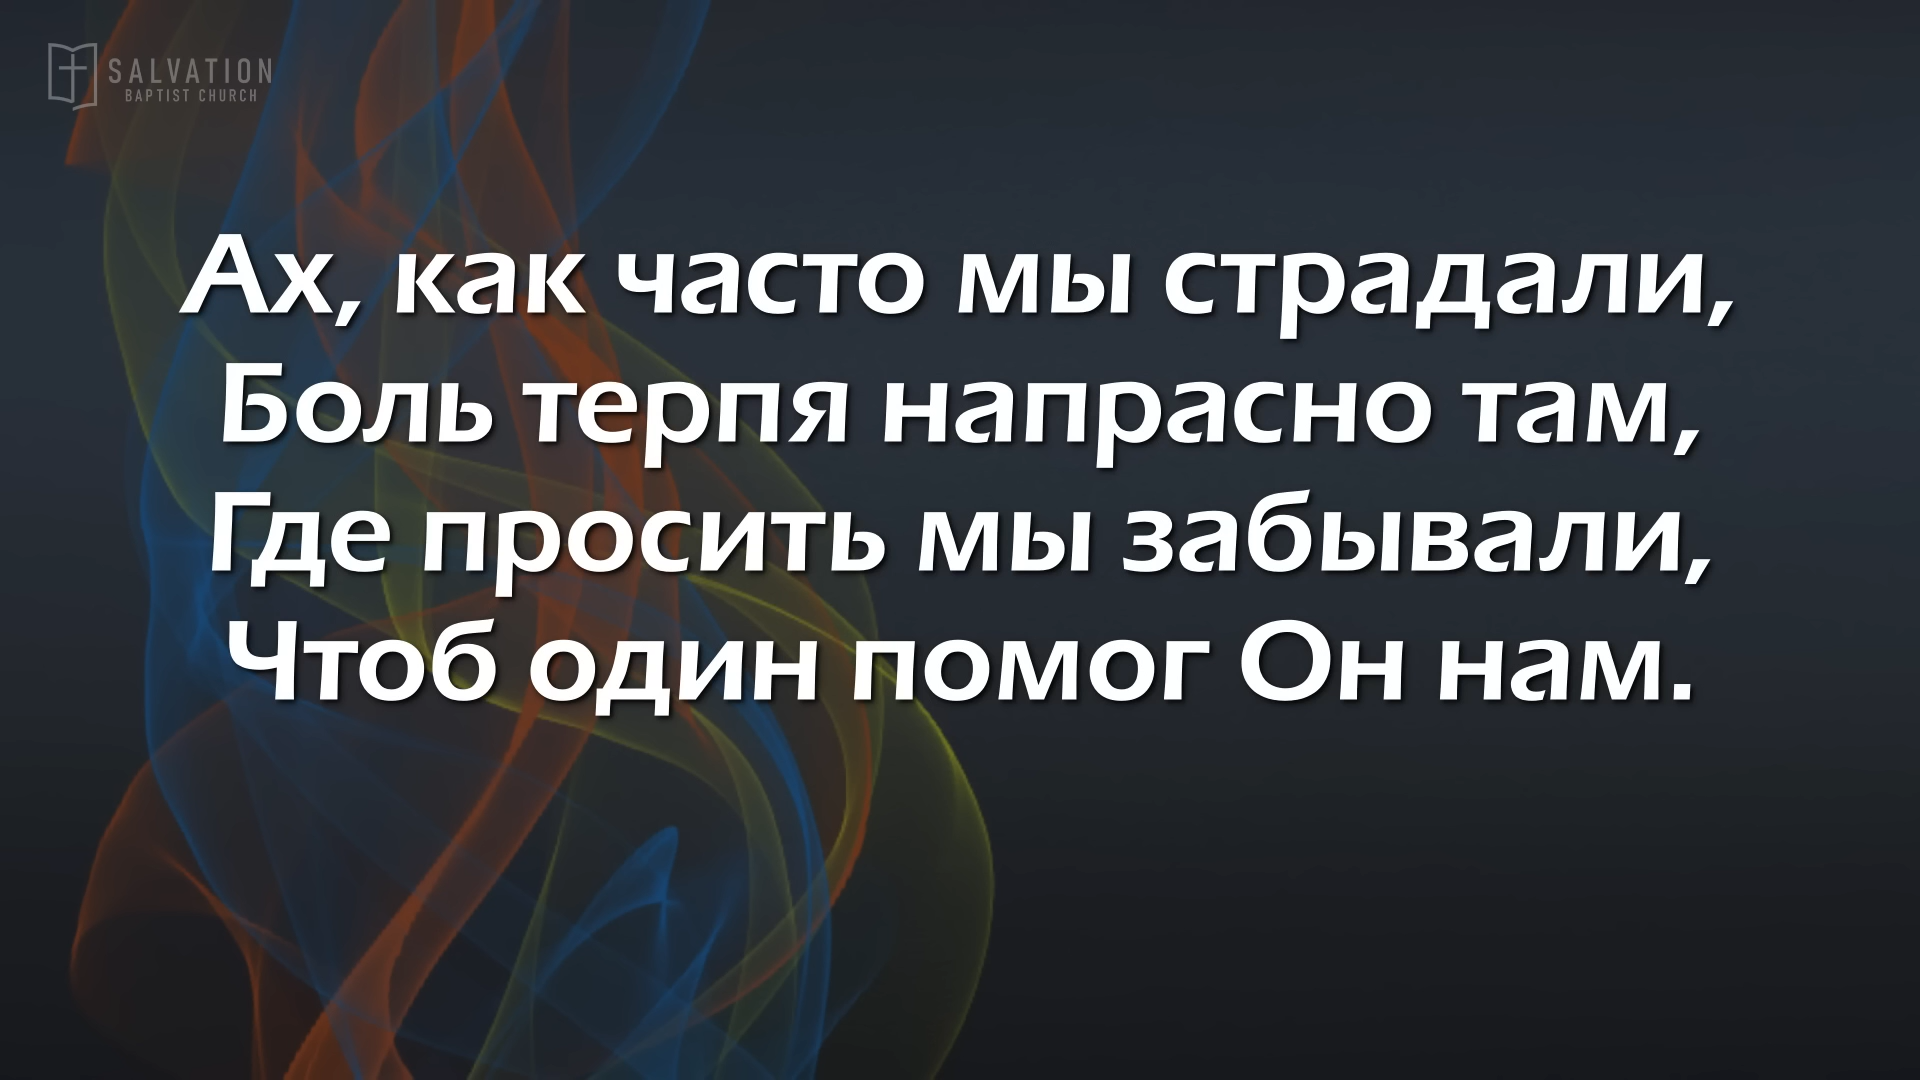 SALVATION
BAPTIST CHURCH
Ах, как часто мы страдали,
Боль терпя напрасно там,
Где просить мы забывали,
Чтоб один помог Он нам.